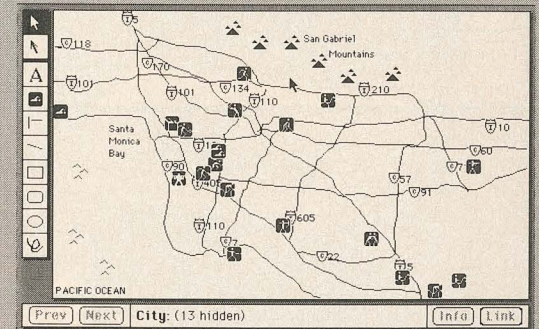 5
118
San Gabriel
Mountains
170
A
101
101
134
110
210
10
Santa
Monica
Bay
60
90
7
57
91
405
605
110
7
22
5
PACIFIC OCEAN
Prev
Next
City: (13 hidden)
Info
Link